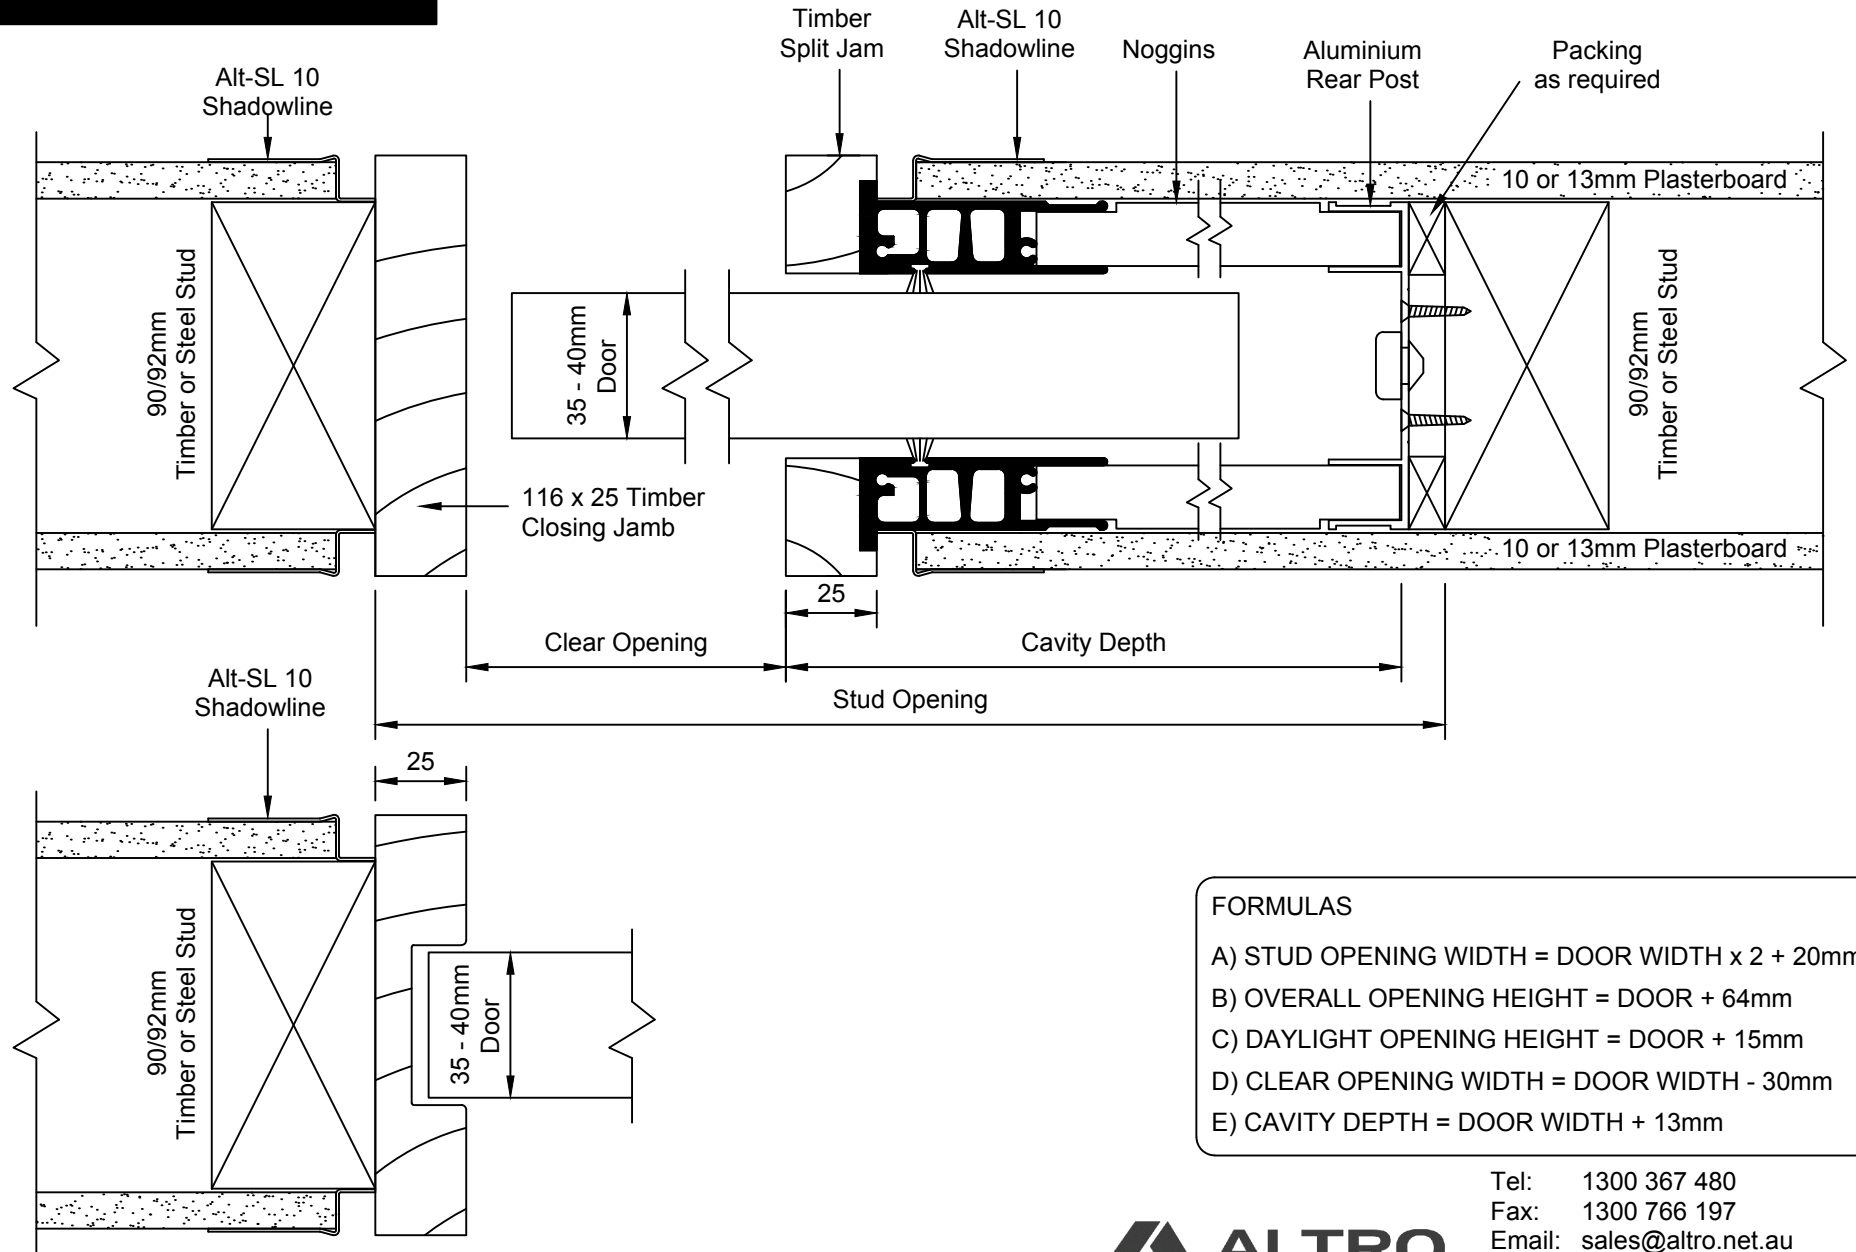 Timber
Split Jam
Alt-SL 10
Shadowline
Noggins
Aluminium
Rear Post
Packing
as required
Alt-SL 10
Shadowline
10 or 13mm Plasterboard
90/92mm
Timber or Steel Stud
35 - 40mm
Door
90/92mm
Timber or Steel Stud
116 x 25 Timber
Closing Jamb
10 or 13mm Plasterboard
25
Clear Opening
Cavity Depth
Stud Opening
Alt-SL 10
Shadowline
25
90/92mm
Timber or Steel Stud
35 - 40mm
Door
FORMULAS
A) STUD OPENING WIDTH = DOOR WIDTH x 2 + 20mm
B) OVERALL OPENING HEIGHT = DOOR + 64mm
C) DAYLIGHT OPENING HEIGHT = DOOR + 15mm
D) CLEAR OPENING WIDTH = DOOR WIDTH - 30mm
E) CAVITY DEPTH = DOOR WIDTH + 13mm
Tel: 1300 367 480
Fax: 1300 766 197
Email: sales@altro.net.au
ALTRO